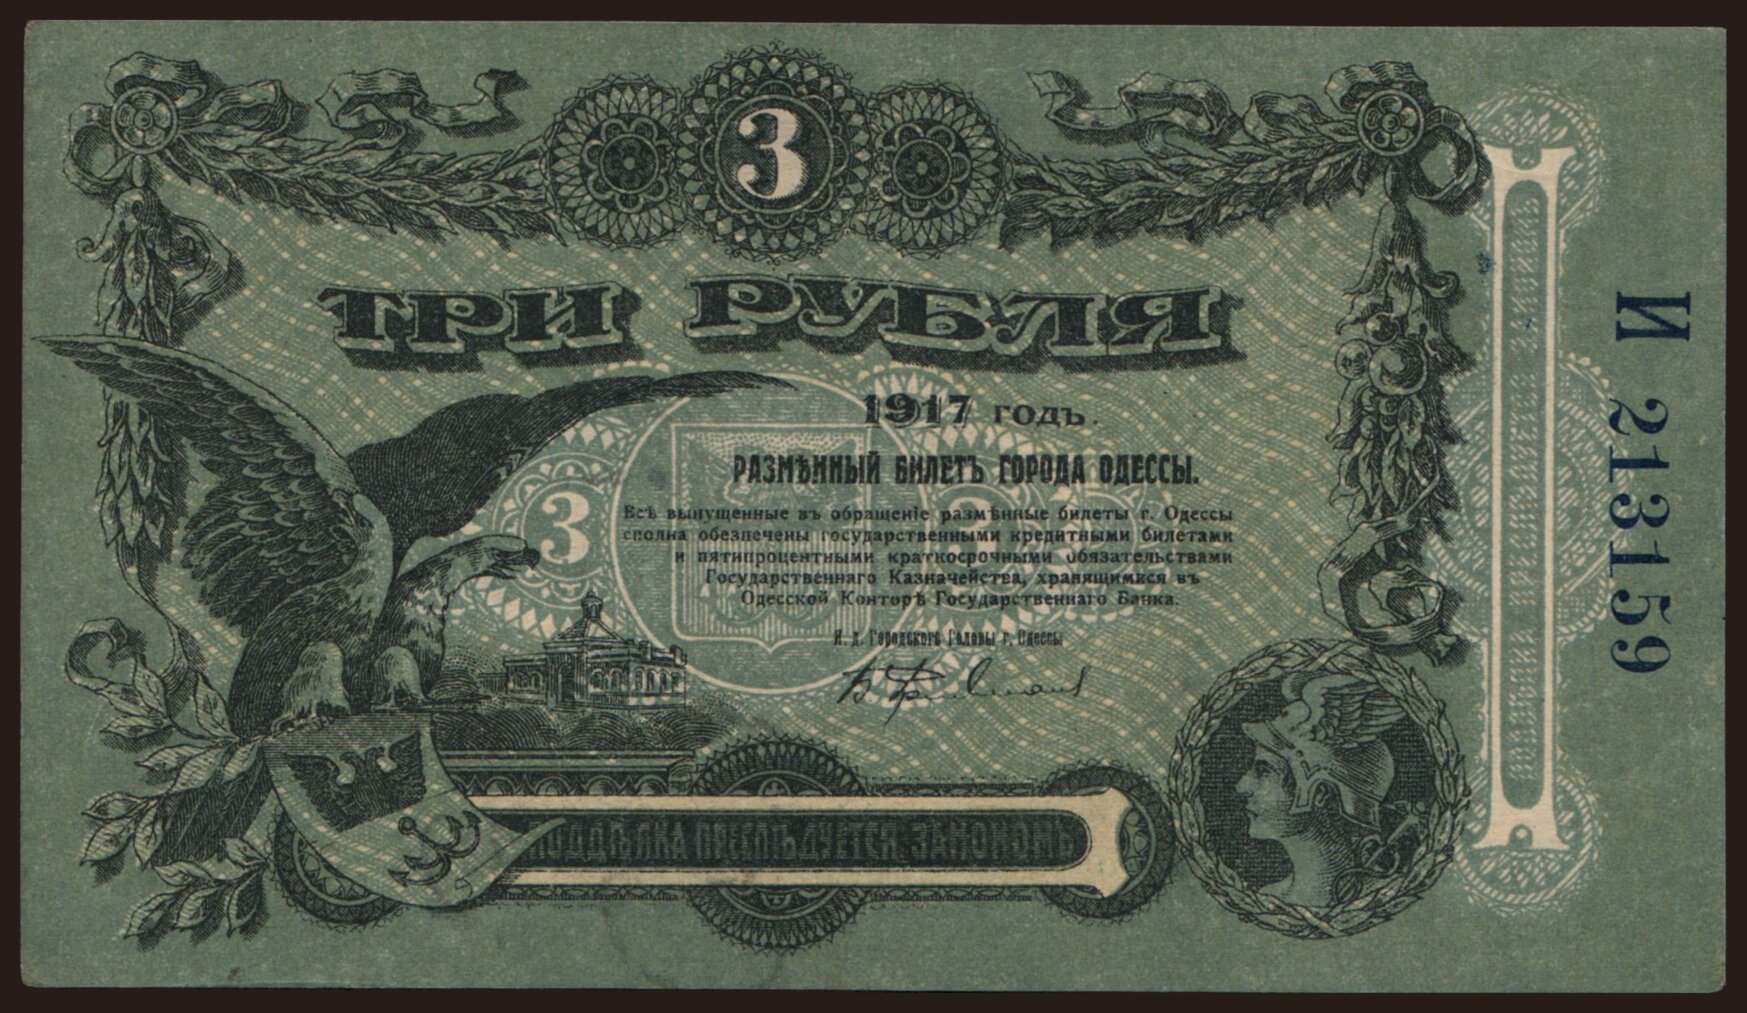 3
ТРИ РУБЛЯ
1917 годъ.
РАЗМѢННЫЙ БИЛЕТЪ ГОРОДА ОДЕССЫ.
3
Всѣ выпущенные въ обращеніе размѣнные билеты г. Одессы
сполна обезпечены государственными кредитными билетами
и пятипроцентными краткосрочными обязательствами
Государственнаго Казначейства, хранящимися въ
Одесской Конторѣ Государственнаго Банка.
И. д. Городского Головы г. Одессы
ПОДДѢЛКА ПРЕСЛѢДУЕТСЯ ЗАКОНОМЪ
И 213159